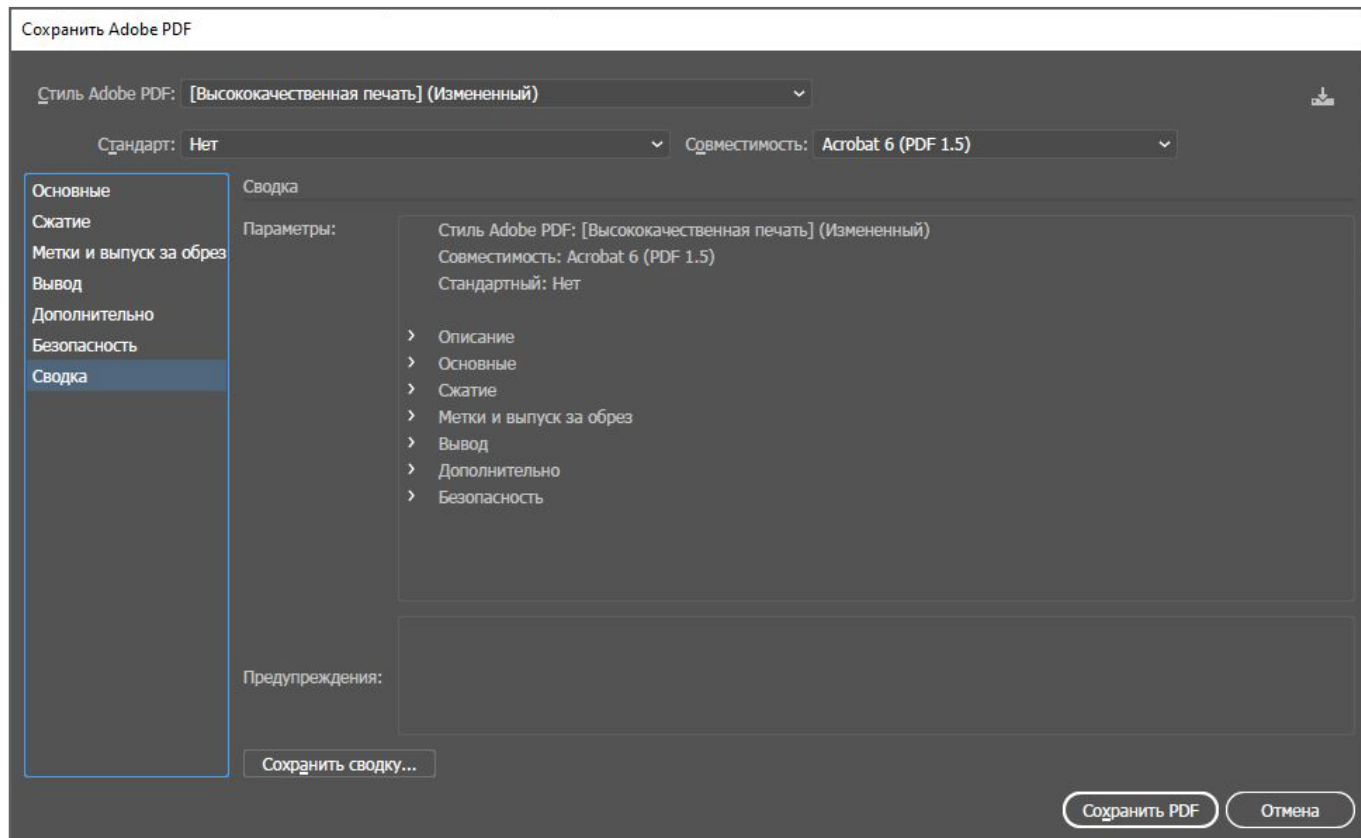 Сохранить Adobe PDF
Стиль Adobe PDF: [Высококачественная печать] (Измененный)
Стандарт: Нет Совместимость: Acrobat 6 (PDF 1.5)
Основные
Сжатие
Метки и выпуск за обрез
Вывод
Дополнительно
Безопасность
Сводка
Сводка
Параметры:
Стиль Adobe PDF: [Высококачественная печать] (Измененный)
Совместимость: Acrobat 6 (PDF 1.5)
Стандартный: Нет
Описание
Основные
Сжатие
Метки и выпуск за обрез
Вывод
Дополнительно
Безопасность
Предупреждения:
Сохранить сводку...
Сохранить PDF Отмена